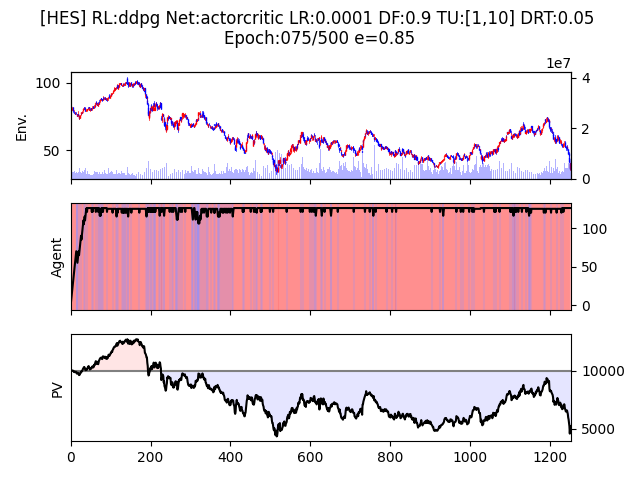 [HES] RL:ddpg Net:actorcritic LR:0.0001 DF:0.9 TU:[1,10] DRT:0.05
Epoch:075/500 e=0.85
1e7
100
50
Env.
4
2
0
Agent
100
50
0
PV
10000
5000
0 200 400 600 800 1000 1200